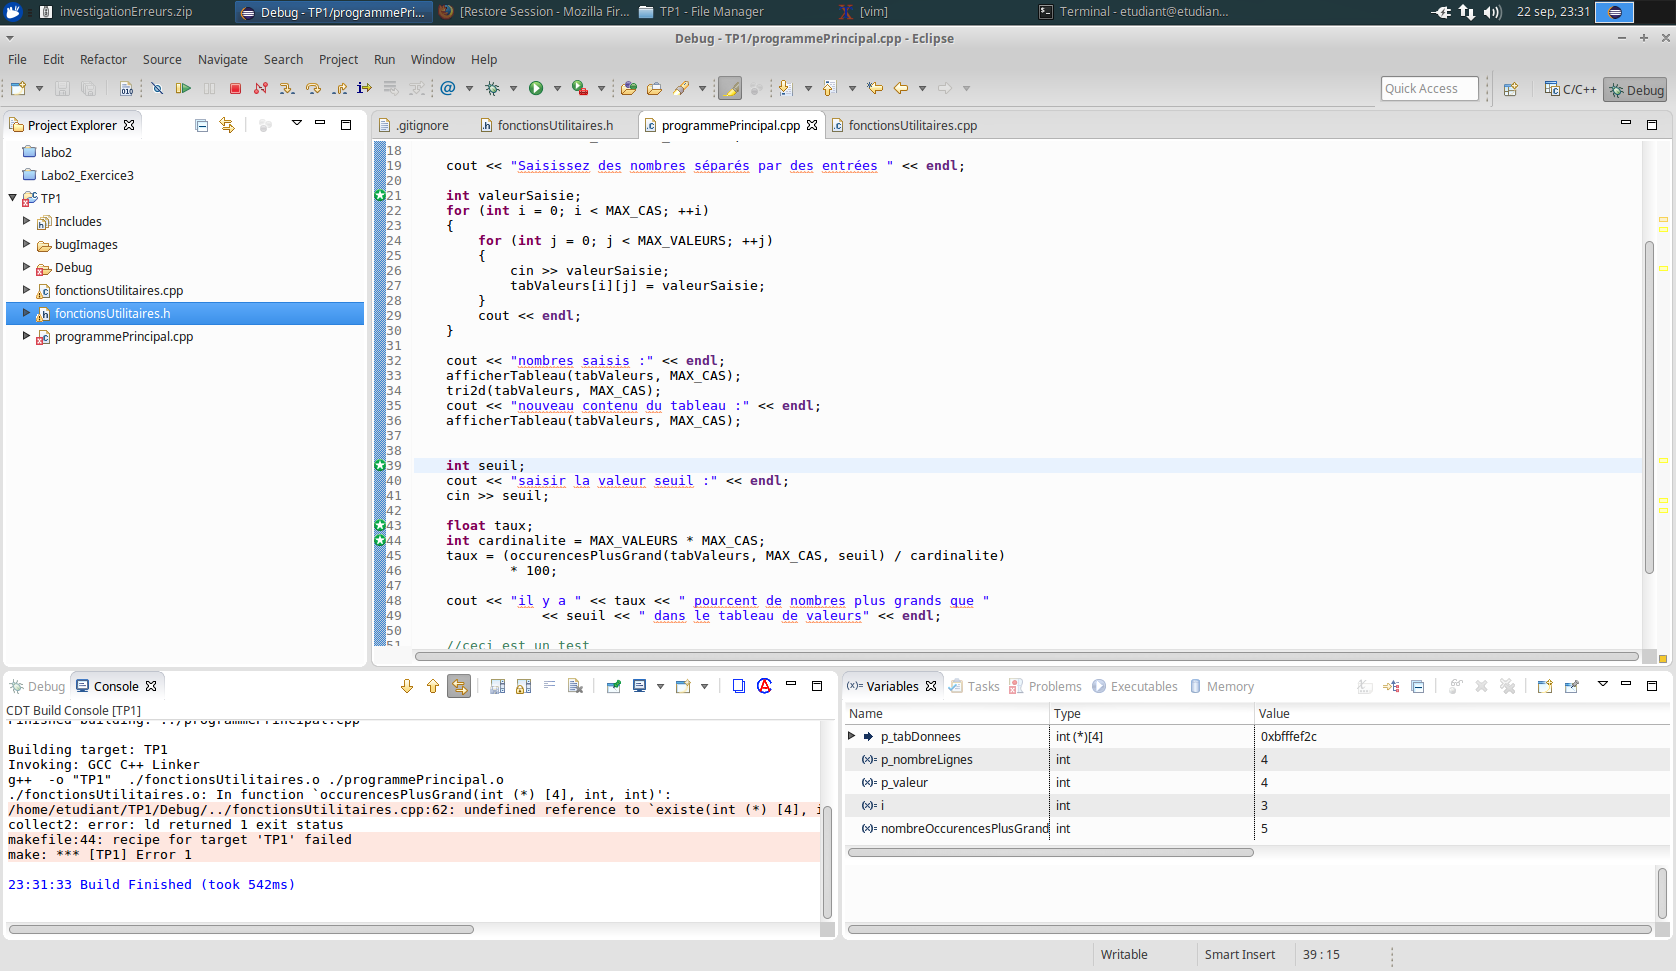 investigationErreurs.zip
Debug - TP1/programmePri...
[Restore Session - Mozilla Fir...
TP1 - File Manager
[vim]
Terminal - etudiant@etudian...
22 sep, 23:31
Debug - TP1/programmePrincipal.cpp - Eclipse
File Edit Refactor Source Navigate Search Project Run Window Help
Quick Access
C/C++
Debug
Project Explorer
labo2
Labo2_Exercice3
TP1
Includes
bugImages
Debug
fonctionsUtilitaires.cpp
fonctionsUtilitaires.h
programmePrincipal.cpp
.gitignore
fonctionsUtilitaires.h
programmePrincipal.cpp
fonctionsUtilitaires.cpp
18
19 cout << "Saisissez des nombres séparés par des entrées " << endl;
20
21 int valeurSaisie;
22 for (int i = 0; i < MAX_CAS; ++i)
23 {
24 for (int j = 0; j < MAX_VALEURS; ++j)
25 {
26 cin >> valeurSaisie;
27 tabValeurs[i][j] = valeurSaisie;
28 }
29 cout << endl;
30 }
31
32 cout << "nombres saisis :" << endl;
33 afficherTableau(tabValeurs, MAX_CAS);
34 tri2d(tabValeurs, MAX_CAS);
35 cout << "nouveau contenu du tableau :" << endl;
36 afficherTableau(tabValeurs, MAX_CAS);
37
38
39 int seuil;
40 cout << "saisir la valeur seuil :" << endl;
41 cin >> seuil;
42
43 float taux;
44 int cardinalite = MAX_VALEURS * MAX_CAS;
45 taux = (occurencesPlusGrand(tabValeurs, MAX_CAS, seuil) / cardinalite)
46 * 100;
47
48 cout << "il y a " << taux << " pourcent de nombres plus grands que "
49 << seuil << " dans le tableau de valeurs" << endl;
50
51 //ceci est un test
Debug
Console
CDT Build Console [TP1]
Finished building: ../programmePrincipal.cpp
Building target: TP1
Invoking: GCC C++ Linker
g++  -o "TP1"  ./fonctionsUtilitaires.o ./programmePrincipal.o
./fonctionsUtilitaires.o: In function `occurencesPlusGrand(int (*) [4], int, int)':
/home/etudiant/TP1/Debug/../fonctionsUtilitaires.cpp:62: undefined reference to `existe(int (*) [4], i
collect2: error: ld returned 1 exit status
makefile:44: recipe for target 'TP1' failed
make: *** [TP1] Error 1
23:31:33 Build Finished (took 542ms)
(x)= Variables
Tasks
Problems
Executables
Memory
Name Type Value
p_tabDonnees int (*)[4] 0xbfffef2c
(x)= p_nombreLignes int 4
(x)= p_valeur int 4
(x)= i int 3
(x)= nombreOccurencesPlusGrand int 5
Writable
Smart Insert
39 : 15